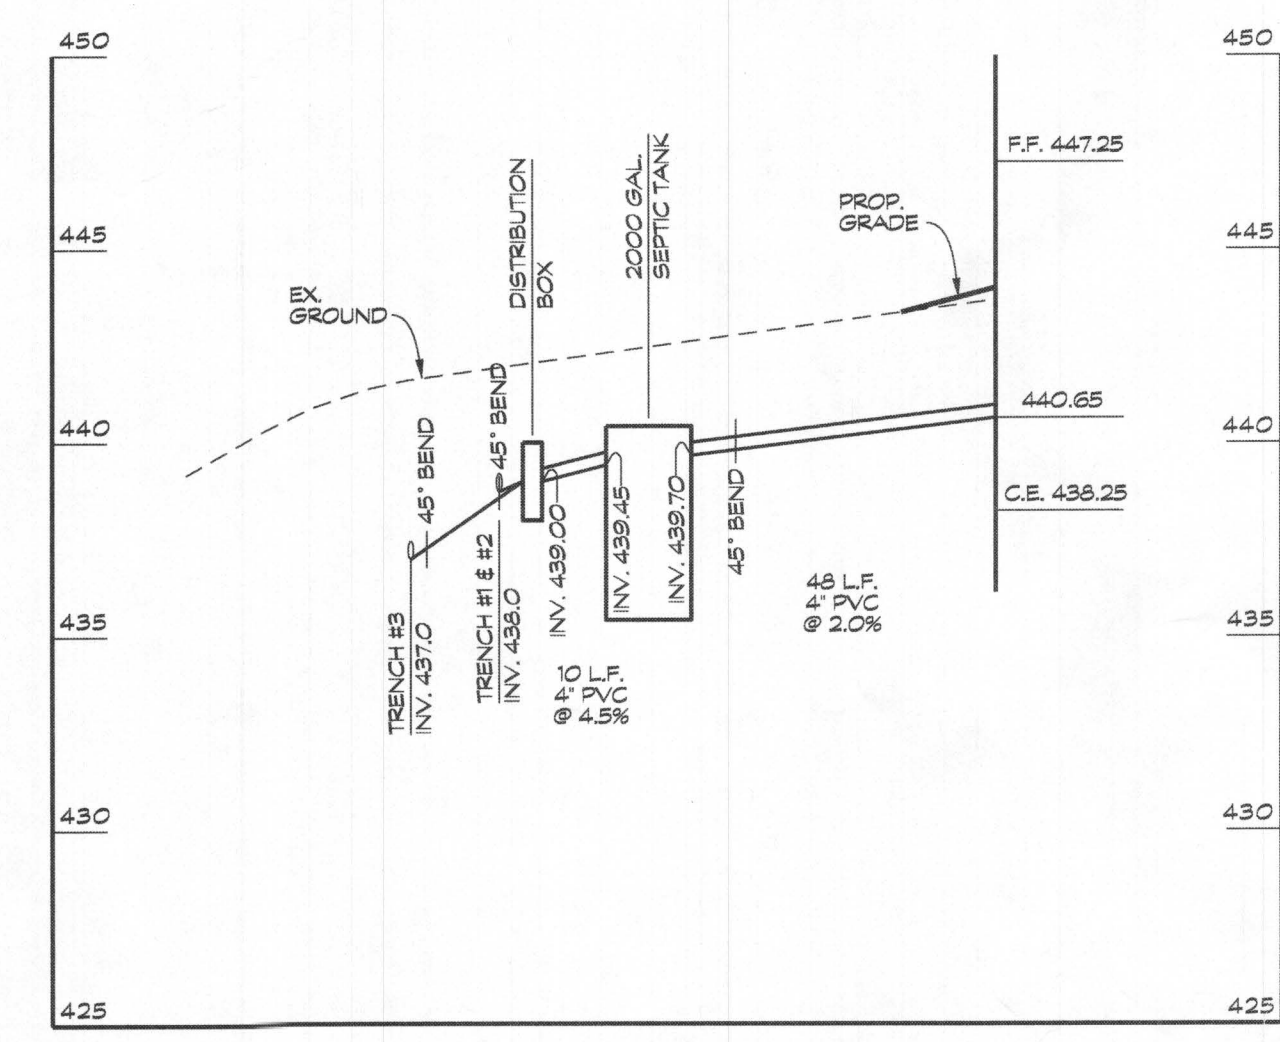 450
450
F.F. 447.25
DISTRIBUTION
BOX
2000 GAL.
SEPTIC TANK
PROP.
GRADE
445
445
EX.
GROUND
440.65
440
440
45° BEND
45° BEND
C.E. 438.25
INV. 439.00
INV. 439.45
INV. 439.70
45° BEND
48 L.F.
4" PVC
@ 2.0%
435
435
TRENCH #3
INV. 437.0
TRENCH #1 & #2
INV. 438.0
10 L.F.
4" PVC
@ 4.5%
430
430
425
425